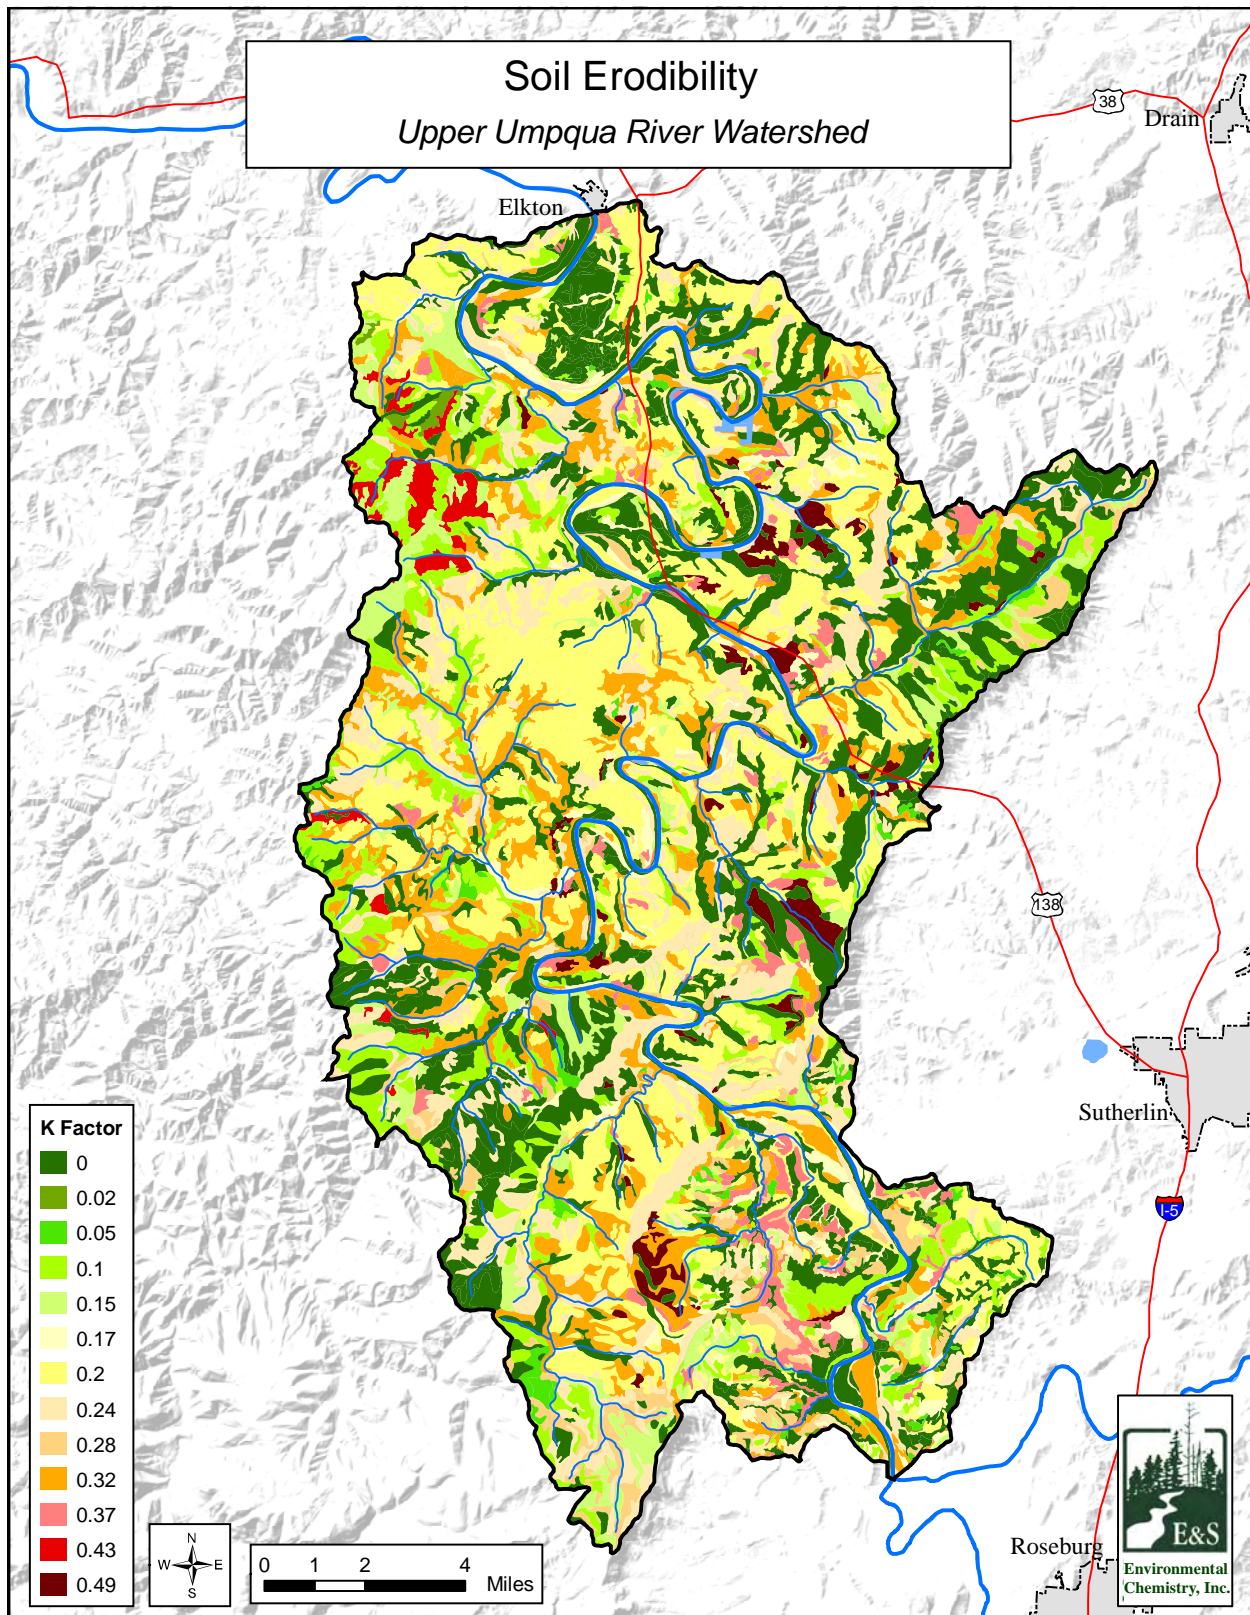 Soil Erodibility
Upper Umpqua River Watershed
38
Drain
Elkton
138
Sutherlin
I-5
K Factor
0
0.02
0.05
0.1
0.15
0.17
0.2
0.24
0.28
0.32
0.37
0.43
0.49
N
W E
S
0 1 2 4
Miles
Roseburg
E&S
Environmental
Chemistry, Inc.